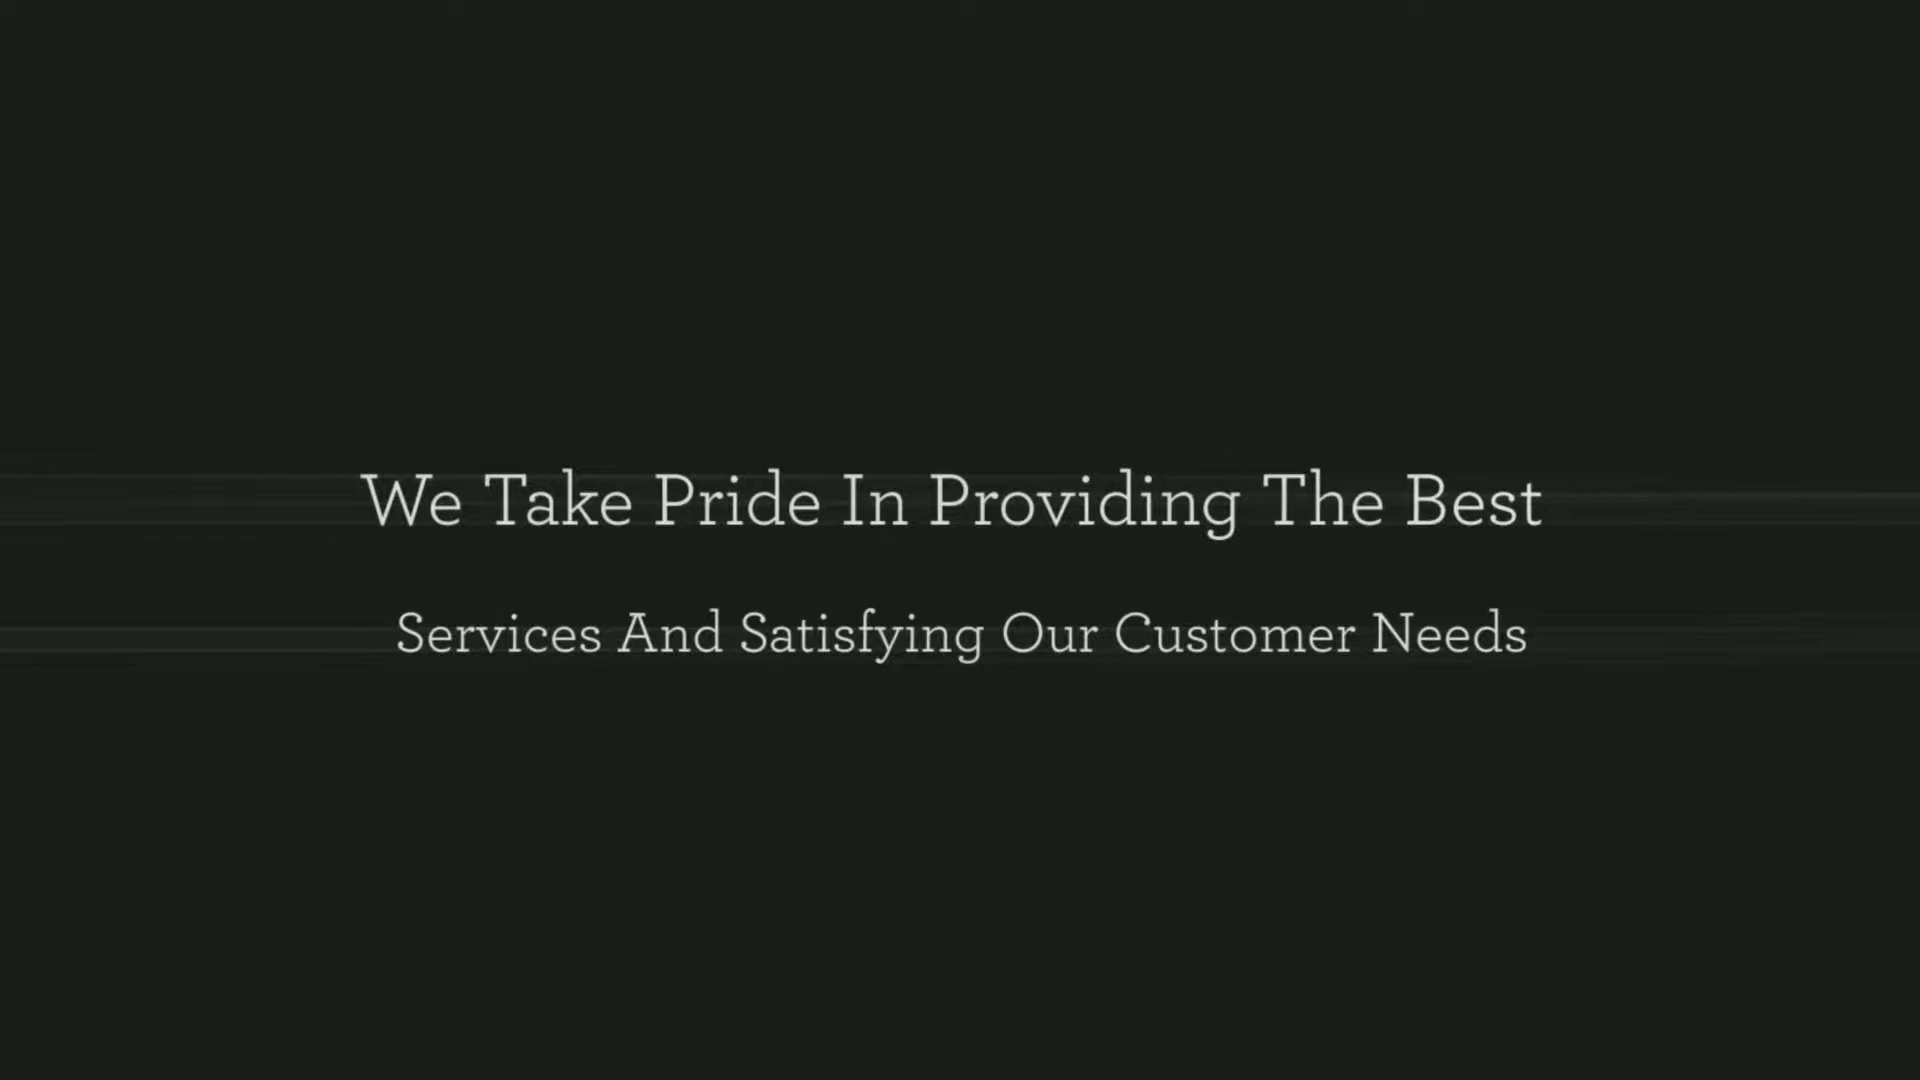 We Take Pride In Providing The Best
Services And Satisfying Our Customer Needs